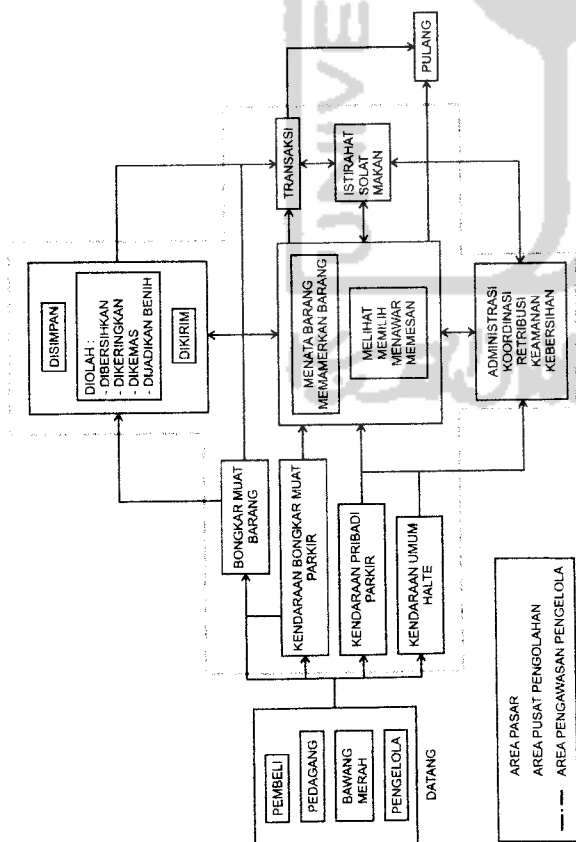 PEMBELI
PEDAGANG
BAWANG
MERAH
PENGELOLA
DATANG
BONGKAR MUAT
BARANG
KENDARAAN BONGKAR MUAT
PARKIR
KENDARAAN PRIBADI
PARKIR
KENDARAAN UMUM
HALTE
DISIMPAN
DIOLAH :
- DIBERSIHKAN
- DIKERINGKAN
- DIKEMAS
- DIJADIKAN BENIH
DIKIRIM
MENATA BARANG
MEMAMERKAN BARANG
MELIHAT
MEMILIH
MENAWAR
MEMESAN
ADMINISTRASI
KOORDINASI
RETRIBUSI
KEAMANAN
KEBERSIHAN
TRANSAKSI
ISTIRAHAT
SOLAT
MAKAN
PULANG
AREA PASAR
AREA PUSAT PENGOLAHAN
AREA PENGAWASAN PENGELOLA
UNIVE